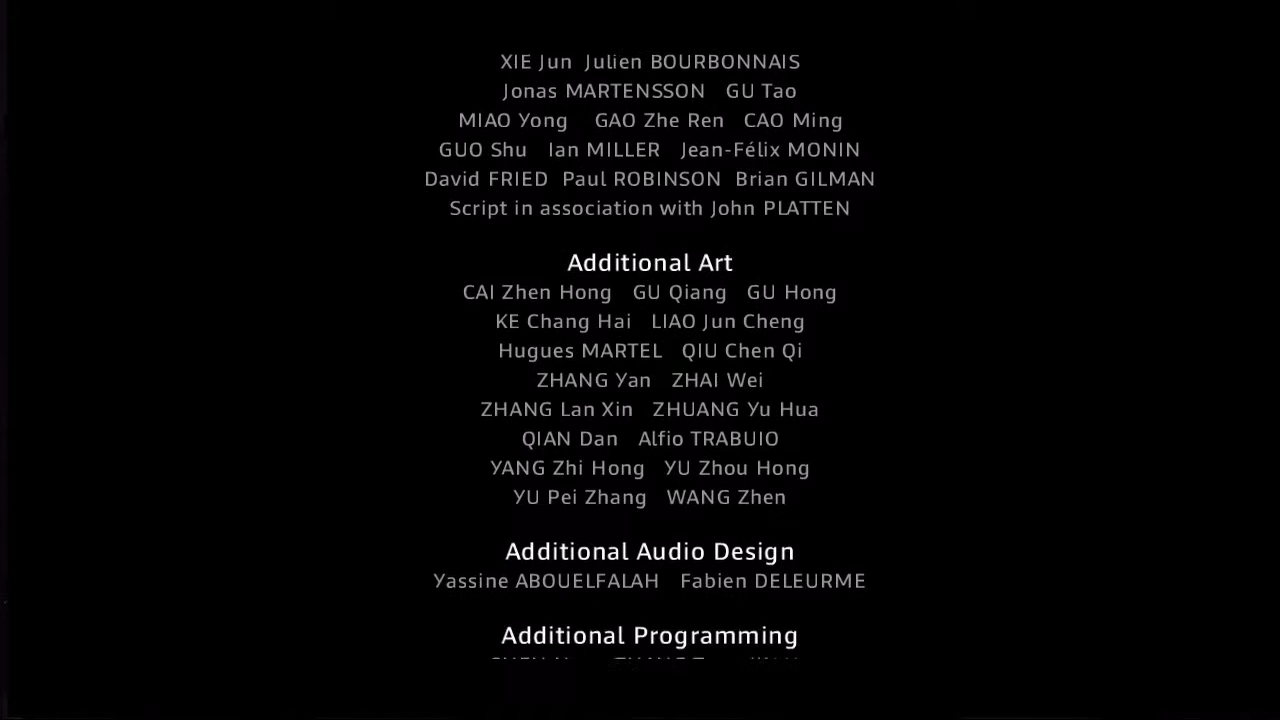 XIE Jun Julien BOURBONNAIS
Jonas MARTENSSON GU Tao
MIAO Yong GAO Zhe Ren CAO Ming
GUO Shu Ian MILLER Jean-Félix MONIN
David FRIED Paul ROBINSON Brian GILMAN
Script in association with John PLATTEN
Additional Art
CAI Zhen Hong GU Qiang GU Hong
KE Chang Hai LIAO Jun Cheng
Hugues MARTEL QIU Chen Qi
ZHANG Yan ZHAI Wei
ZHANG Lan Xin ZHUANG Yu Hua
QIAN Dan Alfio TRABUIO
YANG Zhi Hong YU Zhou Hong
YU Pei Zhang WANG Zhen
Additional Audio Design
Yassine ABOUELFALAH Fabien DELEURME
Additional Programming